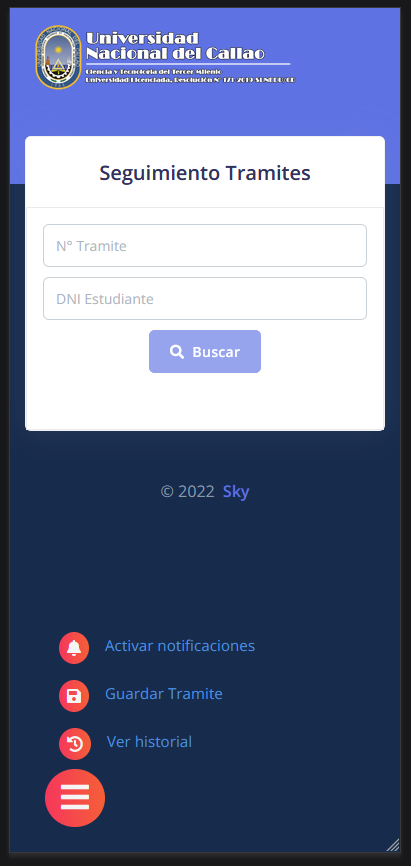 Universidad
Nacional del Callao
Ciencia y Tecnología del Tercer Milenio
Universidad Licenciada, Resolución N° 171-2019-SUNEDU/CD
Seguimiento Tramites
N° Tramite
DNI Estudiante
Buscar
© 2022 Sky
Activar notificaciones
Guardar Tramite
Ver historial